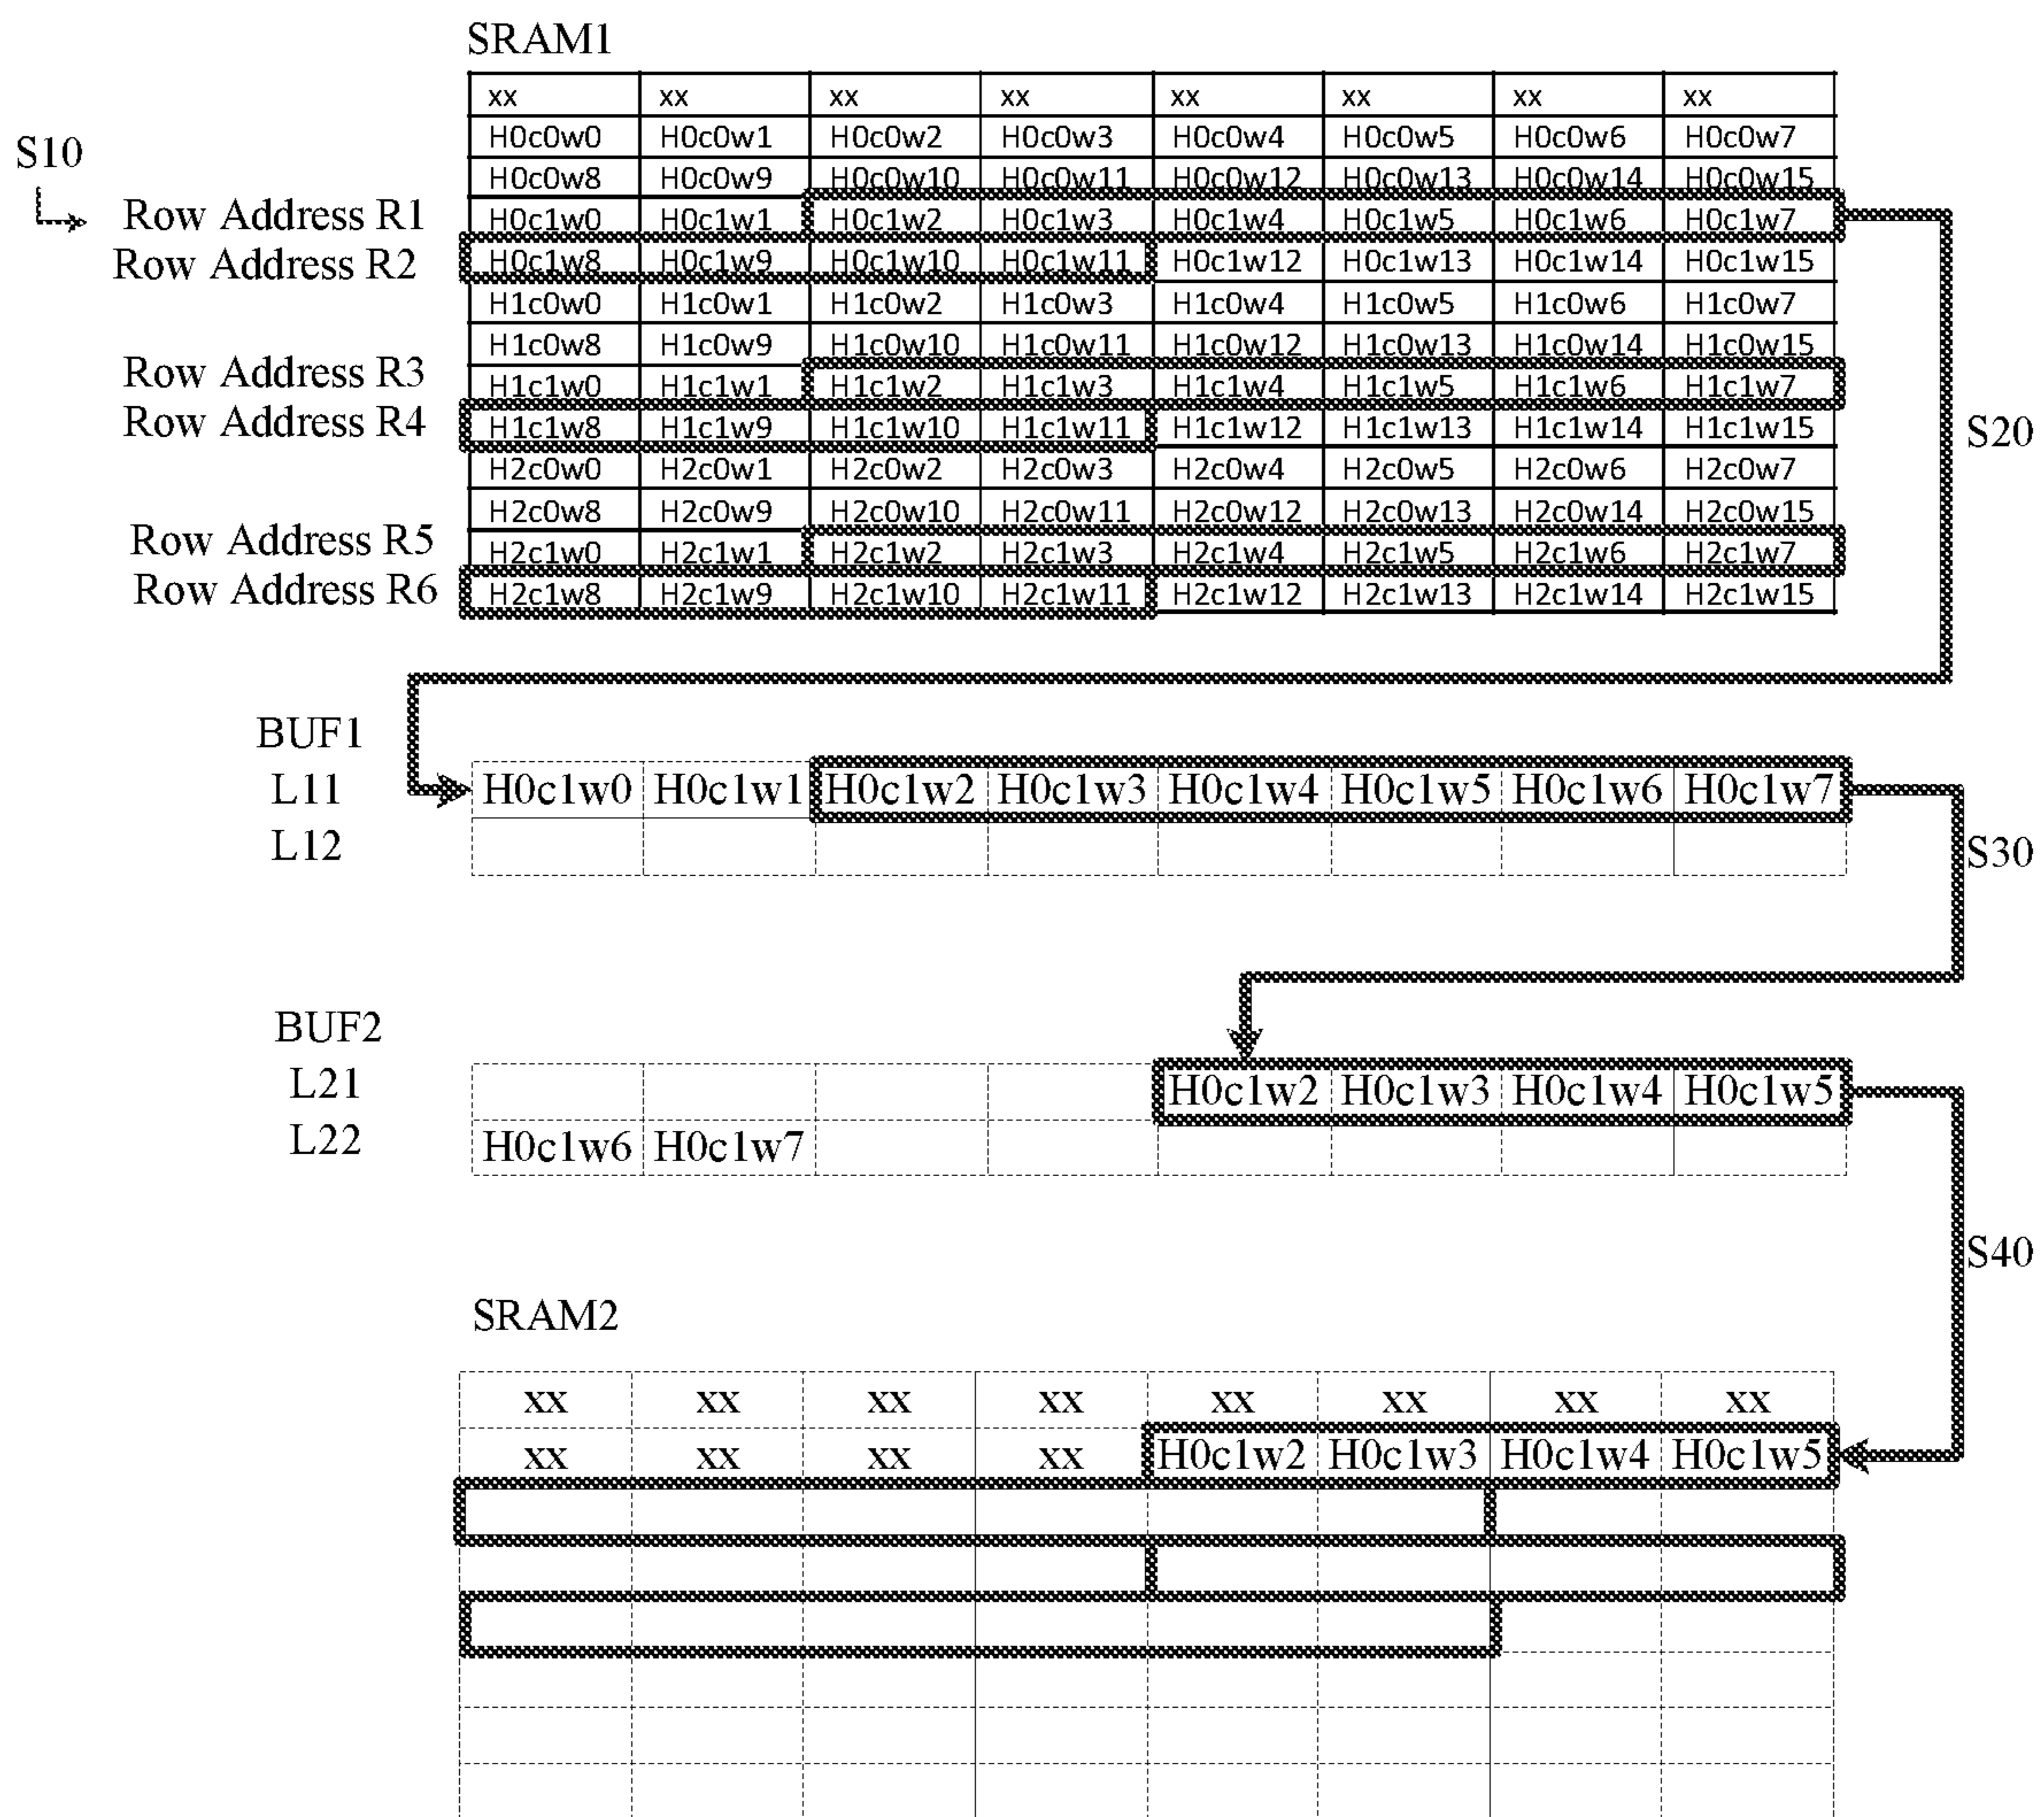 SRAM1
xx xx xx xx xx xx xx xx
H0c0w0 H0c0w1 H0c0w2 H0c0w3 H0c0w4 H0c0w5 H0c0w6 H0c0w7
S10
H0c0w8 H0c0w9 H0c0w10 H0c0w11 H0c0w12 H0c0w13 H0c0w14 H0c0w15
Row Address R1 H0c1w0 H0c1w1 H0c1w2 H0c1w3 H0c1w4 H0c1w5 H0c1w6 H0c1w7
Row Address R2 H0c1w8 H0c1w9 H0c1w10 H0c1w11 H0c1w12 H0c1w13 H0c1w14 H0c1w15
H1c0w0 H1c0w1 H1c0w2 H1c0w3 H1c0w4 H1c0w5 H1c0w6 H1c0w7
H1c0w8 H1c0w9 H1c0w10 H1c0w11 H1c0w12 H1c0w13 H1c0w14 H1c0w15
Row Address R3 H1c1w0 H1c1w1 H1c1w2 H1c1w3 H1c1w4 H1c1w5 H1c1w6 H1c1w7
Row Address R4 H1c1w8 H1c1w9 H1c1w10 H1c1w11 H1c1w12 H1c1w13 H1c1w14 H1c1w15
S20
H2c0w0 H2c0w1 H2c0w2 H2c0w3 H2c0w4 H2c0w5 H2c0w6 H2c0w7
H2c0w8 H2c0w9 H2c0w10 H2c0w11 H2c0w12 H2c0w13 H2c0w14 H2c0w15
Row Address R5 H2c1w0 H2c1w1 H2c1w2 H2c1w3 H2c1w4 H2c1w5 H2c1w6 H2c1w7
Row Address R6 H2c1w8 H2c1w9 H2c1w10 H2c1w11 H2c1w12 H2c1w13 H2c1w14 H2c1w15
BUF1
L11 H0c1w0 H0c1w1 H0c1w2 H0c1w3 H0c1w4 H0c1w5 H0c1w6 H0c1w7
L12
S30
BUF2
L21 H0c1w2 H0c1w3 H0c1w4 H0c1w5
L22 H0c1w6 H0c1w7
S40
SRAM2
xx xx xx xx xx xx xx xx
xx xx xx xx H0c1w2 H0c1w3 H0c1w4 H0c1w5